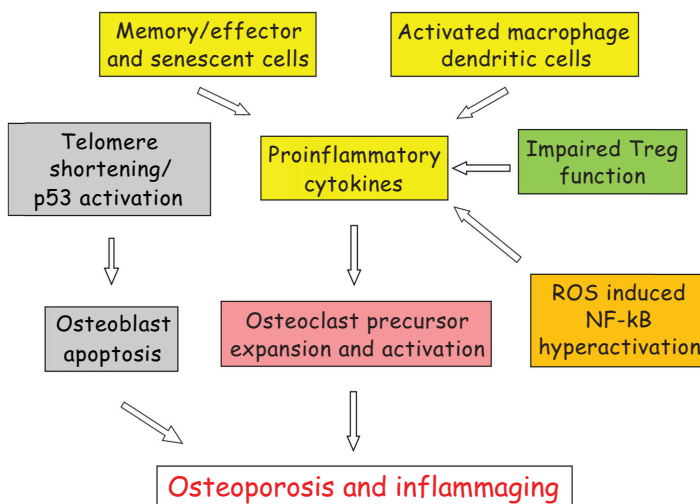 Memory/effector
and senescent cells
Activated macrophage
dendritic cells
Telomere
shortening/
p53 activation
Proinflammatory
cytokines
Impaired Treg
function
Osteoblast
apoptosis
Osteoclast precursor
expansion and activation
ROS induced
NF-kB
hyperactivation
Osteoporosis and inflammaging